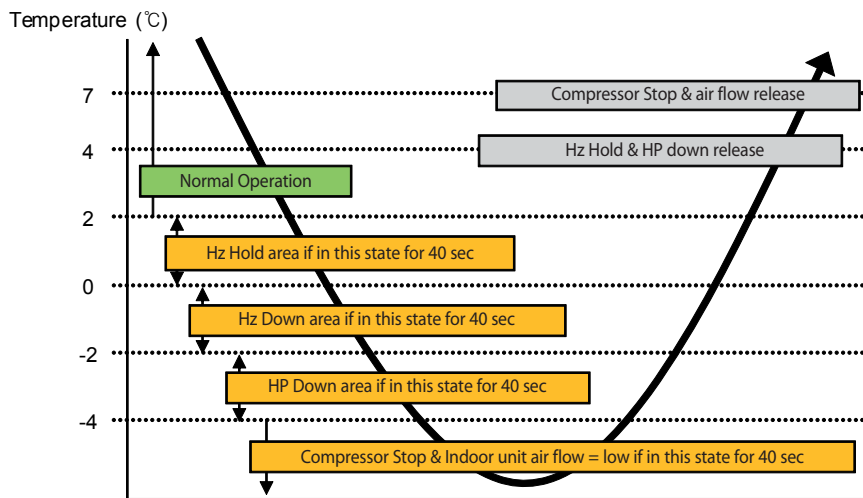 Temperature (℃)
7
Compressor Stop & air flow release
4
Hz Hold & HP down release
Normal Operation
2
Hz Hold area if in this state for 40 sec
0
Hz Down area if in this state for 40 sec
-2
HP Down area if in this state for 40 sec
-4
Compressor Stop & Indoor unit air flow = low if in this state for 40 sec